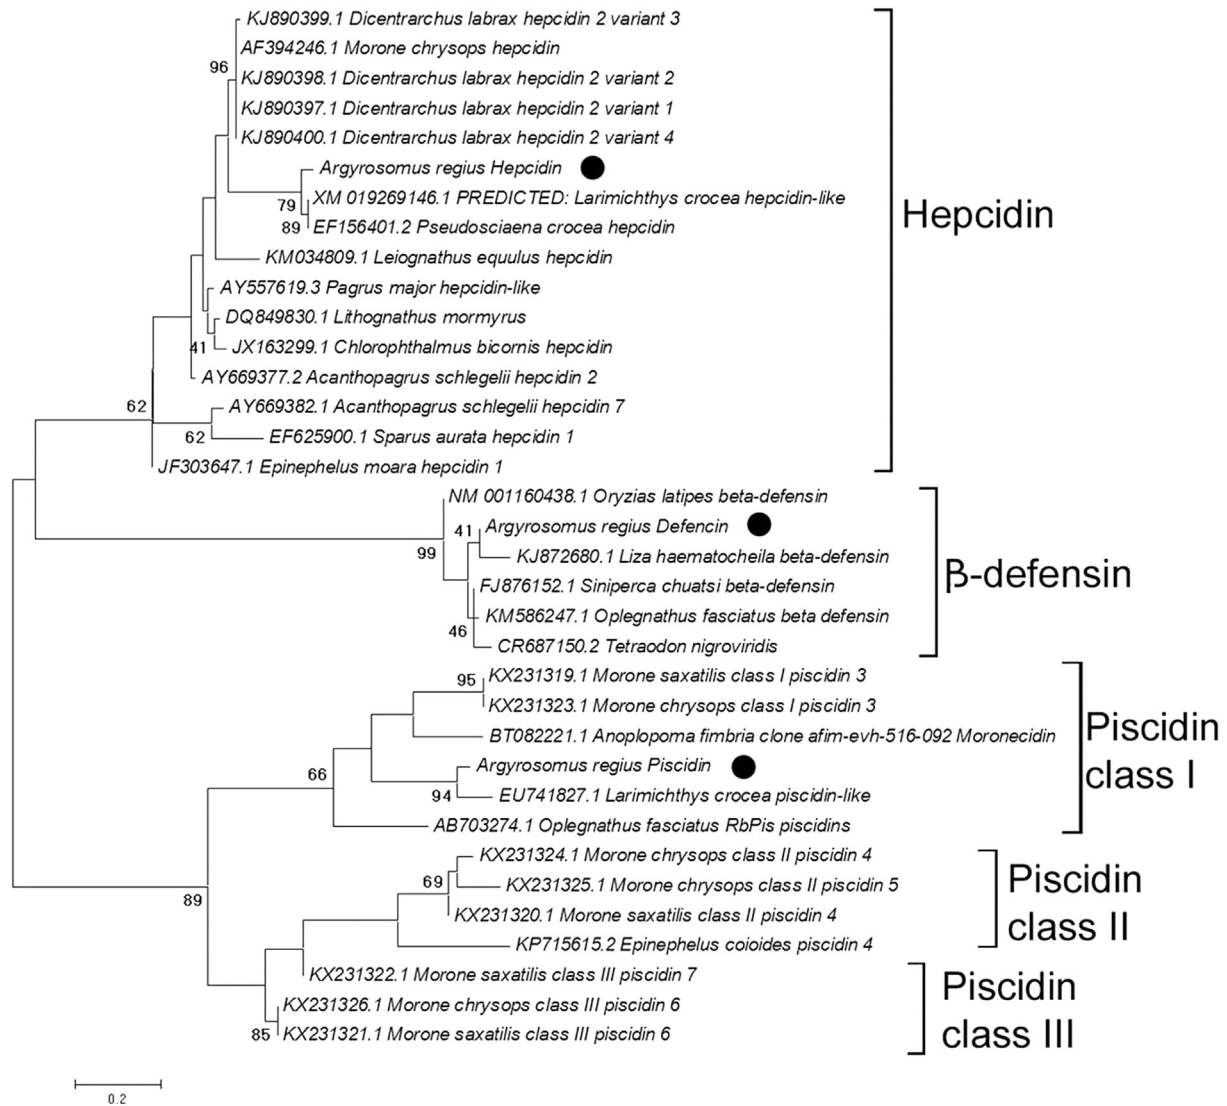 KJ890399.1 Dicentrarchus labrax hepcidin 2 variant 3
AF394246.1 Morone chrysops hepcidin
96
KJ890398.1 Dicentrarchus labrax hepcidin 2 variant 2
KJ890397.1 Dicentrarchus labrax hepcidin 2 variant 1
KJ890400.1 Dicentrarchus labrax hepcidin 2 variant 4
Argyrosomus regius Hepcidin
XM 019269146.1 PREDICTED: Larimichthys crocea hepcidin-like
79
89 EF156401.2 Pseudosciaena crocea hepcidin
Hepcidin
KM034809.1 Leiognathus equulus hepcidin
AY557619.3 Pagrus major hepcidin-like
DQ849830.1 Lithognathus mormyrus
41 JX163299.1 Chlorophthalmus bicornis hepcidin
AY669377.2 Acanthopagrus schlegelii hepcidin 2
62 AY669382.1 Acanthopagrus schlegelii hepcidin 7
62 EF625900.1 Sparus aurata hepcidin 1
JF303647.1 Epinephelus moara hepcidin 1
NM 001160438.1 Oryzias latipes beta-defensin
41 Argyrosomus regius Defencin
99 KJ872680.1 Liza haematocheila beta-defensin
β-defensin
FJ876152.1 Siniperca chuatsi beta-defensin
KM586247.1 Oplegnathus fasciatus beta defensin
46
CR687150.2 Tetraodon nigroviridis
95 KX231319.1 Morone saxatilis class I piscidin 3
KX231323.1 Morone chrysops class I piscidin 3
BT082221.1 Anoplopoma fimbria clone afim-evh-516-092 Moronecidin
Piscidin
class I
Argyrosomus regius Piscidin
66
94 EU741827.1 Larimichthys crocea piscidin-like
AB703274.1 Oplegnathus fasciatus RbPis piscidins
KX231324.1 Morone chrysops class II piscidin 4
69 KX231325.1 Morone chrysops class II piscidin 5
Piscidin
class II
89
KX231320.1 Morone saxatilis class II piscidin 4
KP715615.2 Epinephelus coioides piscidin 4
KX231322.1 Morone saxatilis class III piscidin 7
Piscidin
class III
KX231326.1 Morone chrysops class III piscidin 6
85 KX231321.1 Morone saxatilis class III piscidin 6
0.2